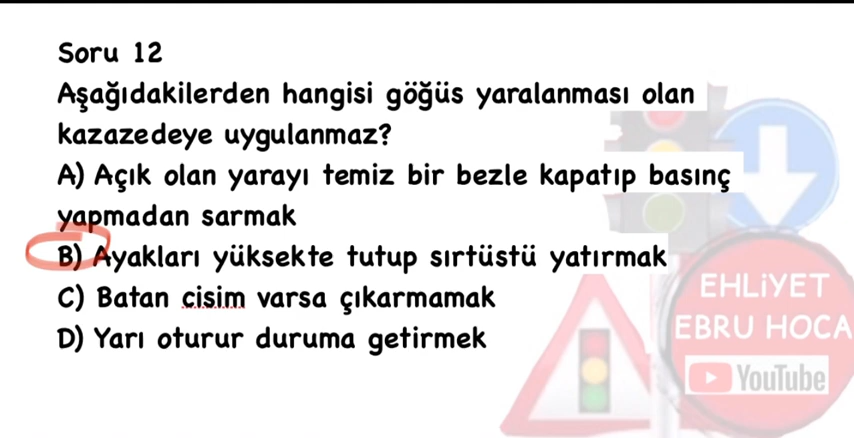 Soru 12
Aşağıdakilerden hangisi göğüs yaralanması olan
kazazedeye uygulanmaz?
A) Açık olan yarayı temiz bir bezle kapatıp basınç
yapmadan sarmak
B) Ayakları yüksekte tutup sırtüstü yatırmak
C) Batan cisim varsa çıkarmamak
D) Yarı oturur duruma getirmek
EHLİYET
EBRU HOCA
YouTube